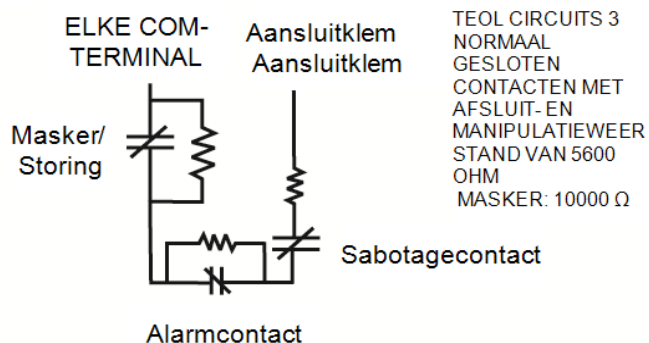 ELKE COM-
TERMINAL
Aansluitklem
Aansluitklem
TEOL CIRCUITS 3
NORMAAL
GESLOTEN
CONTACTEN MET
AFSLUIT- EN
MANIPULATIEWEER
STAND VAN 5600
OHM
MASKER: 10000 Ω
Masker/
Storing
Sabotagecontact
Alarmcontact